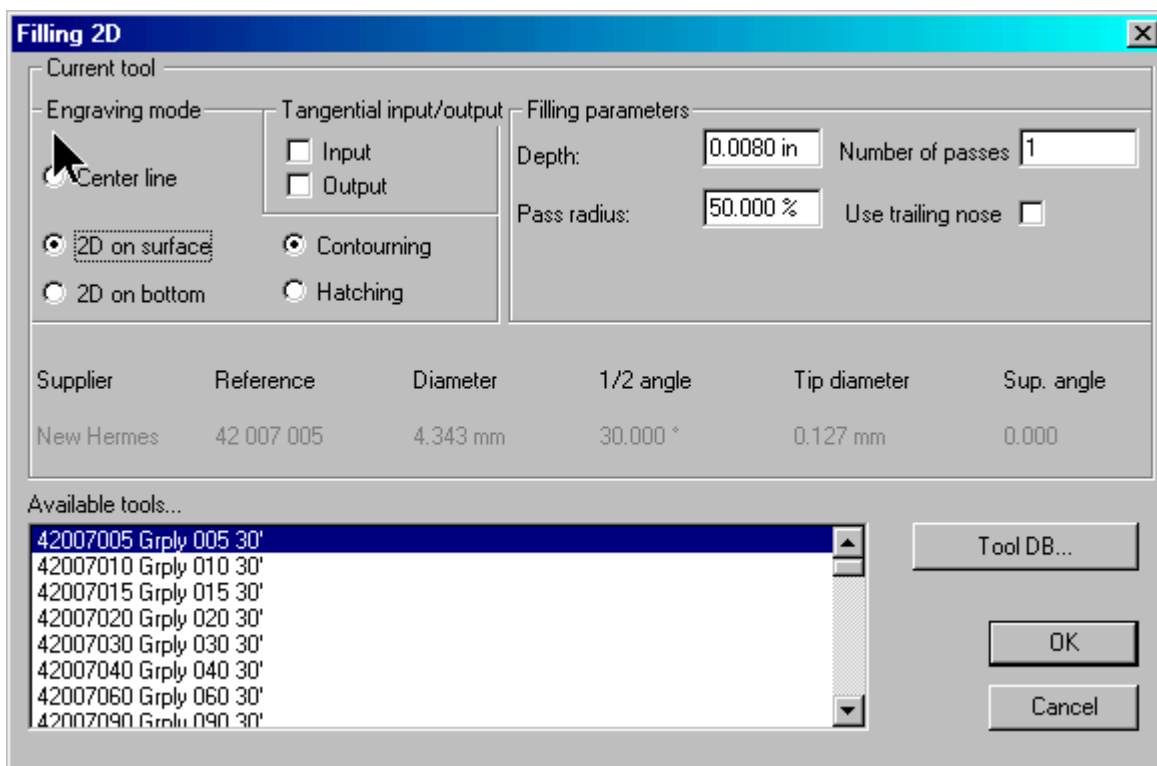 Filling 2D
Current tool
Engraving mode
Center line
2D on surface
2D on bottom
Tangential input/output
Input
Output
Contourning
Hatching
Filling parameters
Depth: 0.0080 in Number of passes 1
Pass radius: 50.000 % Use trailing nose
Supplier Reference Diameter 1/2 angle Tip diameter Sup. angle
New Hermes 42 007 005 4.343 mm 30.000 ° 0.127 mm 0.000
Available tools...
42007005 Grply 005 30'
42007010 Grply 010 30'
42007015 Grply 015 30'
42007020 Grply 020 30'
42007030 Grply 030 30'
42007040 Grply 040 30'
42007060 Grply 060 30'
42007090 Grply 090 30'
Tool DB...
OK
Cancel